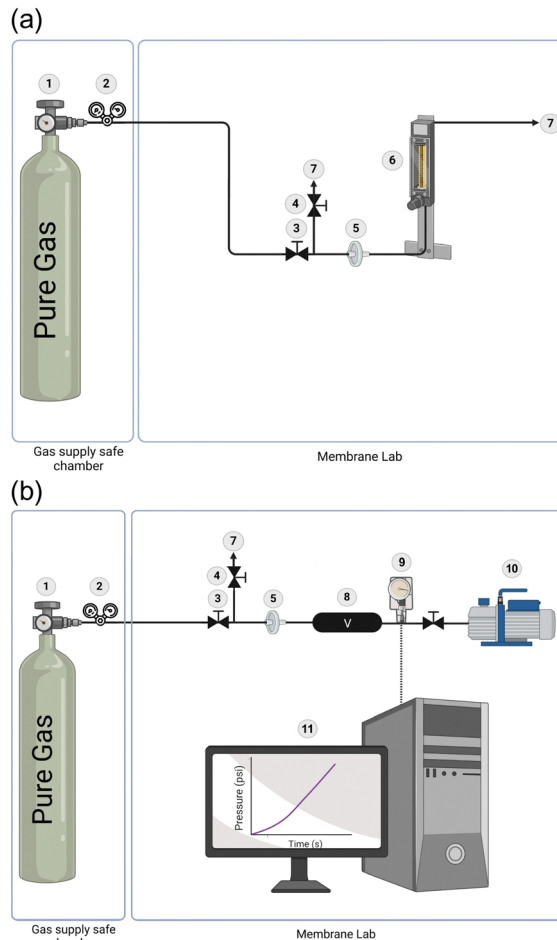 (a)
1
2
Pure Gas
7
4
3
5
6
7
Gas supply safe
chamber
Membrane Lab
(b)
1
2
Pure Gas
7
4
3
5
8
V
9
10
11
Pressure (psi)
Time (s)
Gas supply safe
Membrane Lab